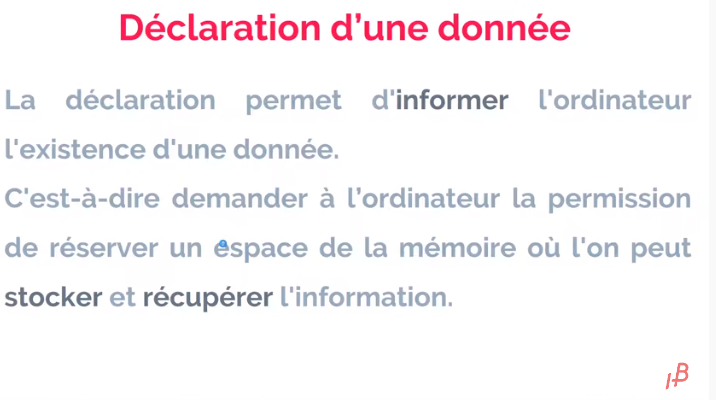 Déclaration d’une donnée
La déclaration permet d'informer l'ordinateur
l'existence d'une donnée.
C'est-à-dire demander à l’ordinateur la permission
de réserver un espace de la mémoire où l'on peut
stocker et récupérer l'information.